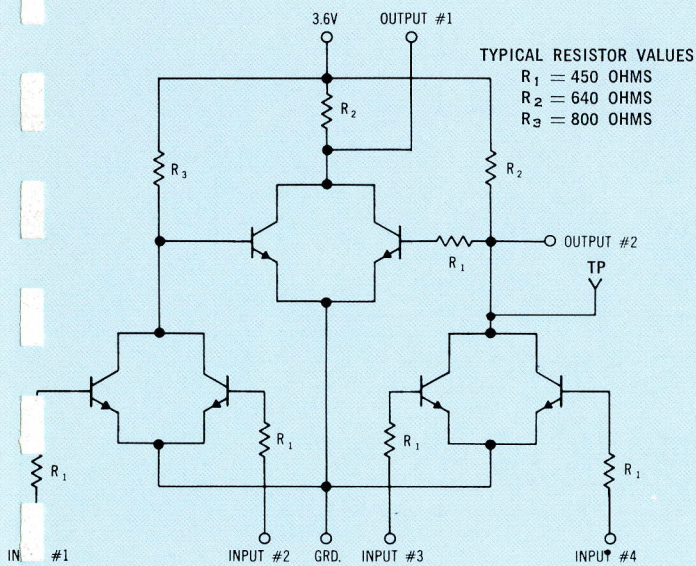 3.6V
OUTPUT #1
TYPICAL RESISTOR VALUES
R1 = 450 OHMS
R2 = 640 OHMS
R3 = 800 OHMS
R2
R3
R2
OUTPUT #2
R1
TP
R1
R1
R1
R1
#1
INPUT #2
GRD.
INPUT #3
INPUT #4